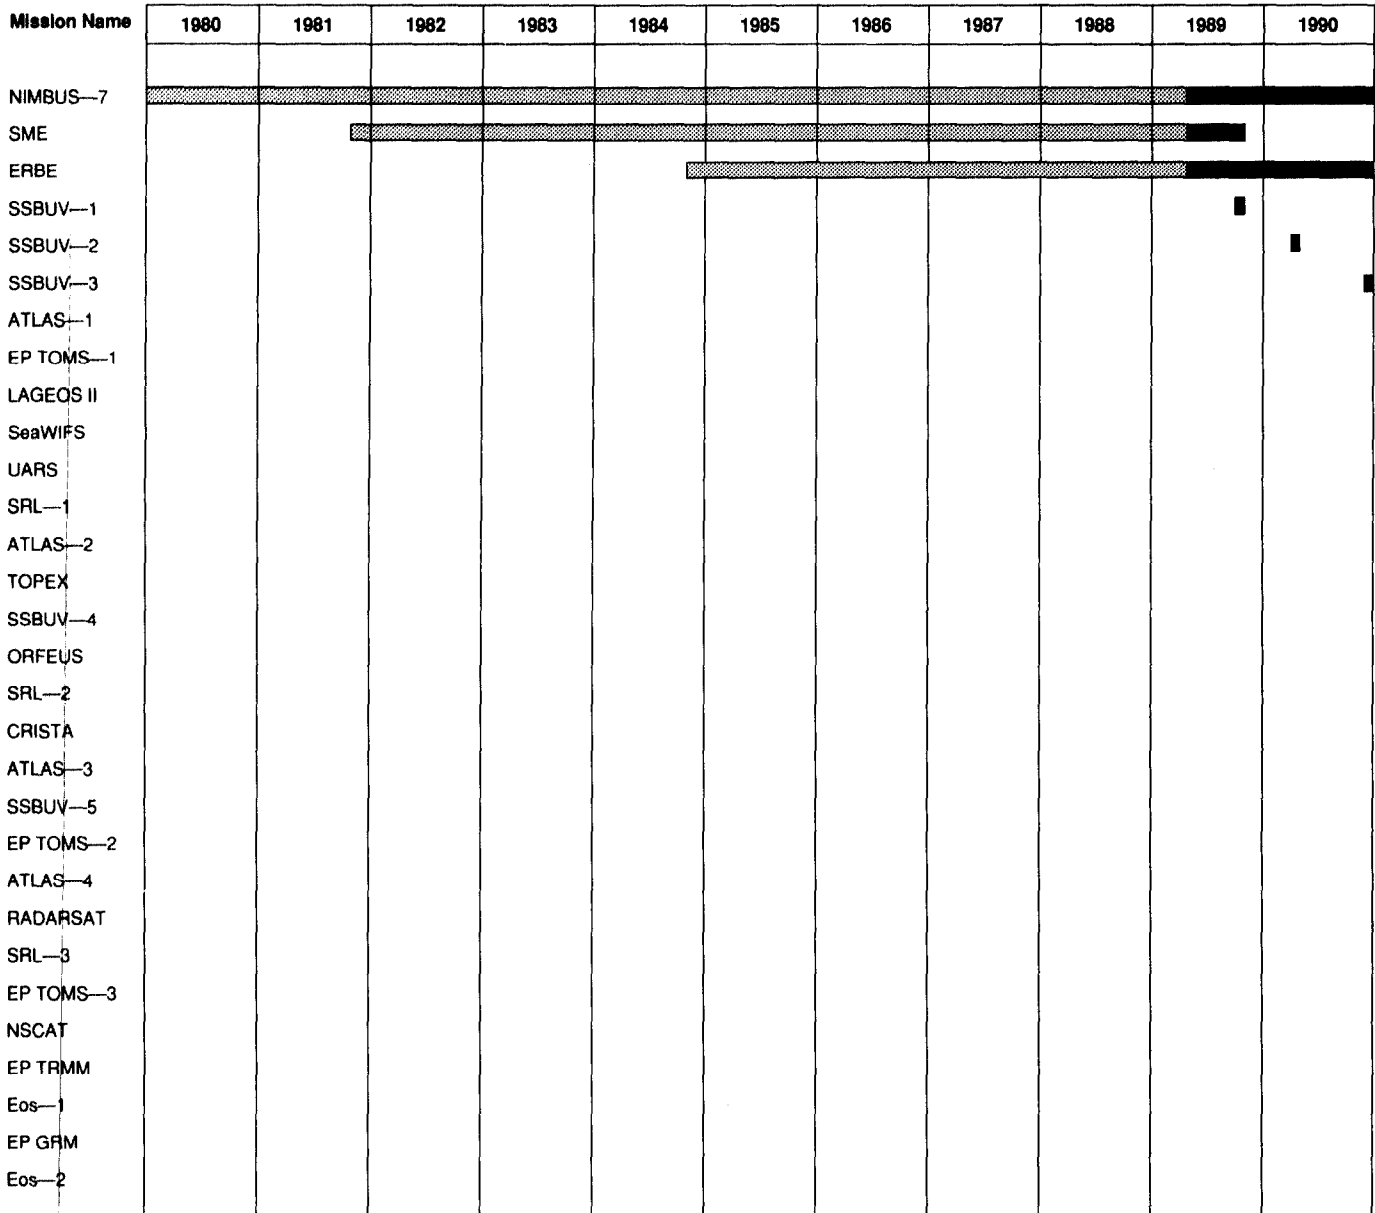 Mission Name 1980 1981 1982 1983 1984 1985 1986 1987 1988 1989 1990
NIMBUS—7
SME
ERBE
SSBUV—1
SSBUV—2
SSBUV—3
ATLAS—1
EP TOMS—1
LAGEOS II
SeaWIFS
UARS
SRL—1
ATLAS—2
TOPEX
SSBUV—4
ORFEUS
SRL—2
CRISTA
ATLAS—3
SSBUV—5
EP TOMS—2
ATLAS—4
RADARSAT
SRL—3
EP TOMS—3
NSCAT
EP TRMM
Eos—1
EP GRM
Eos—2